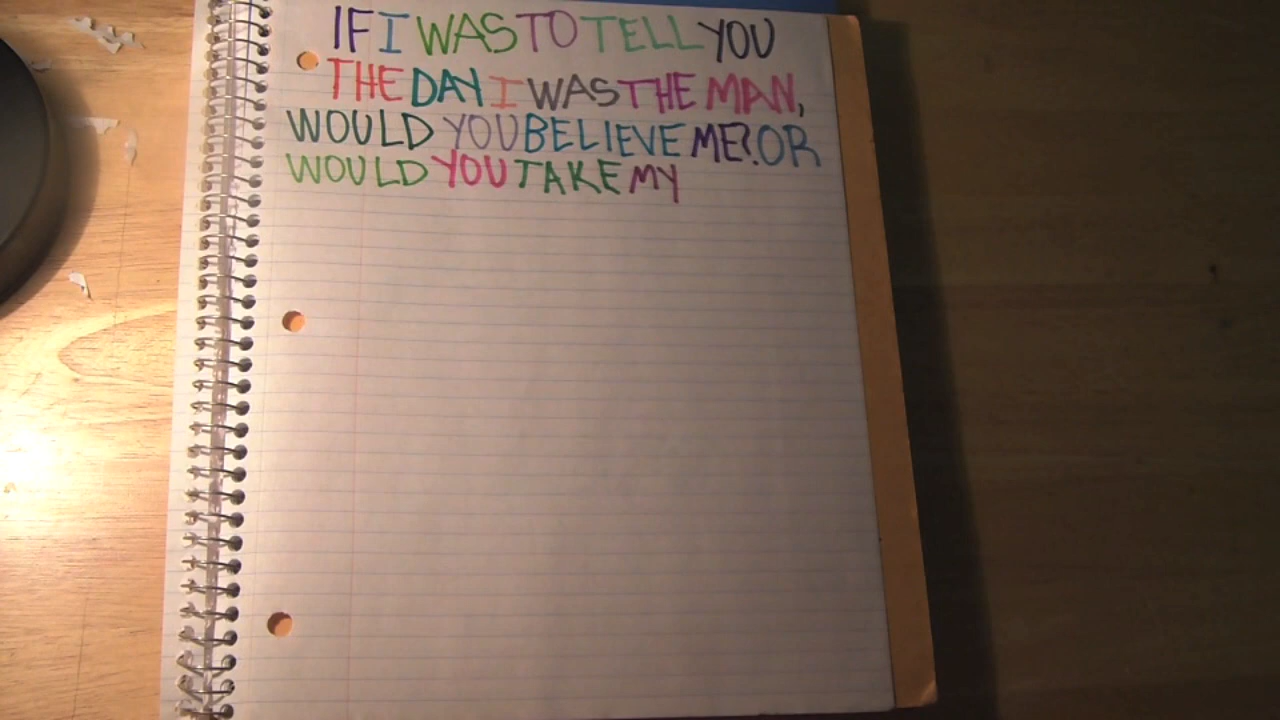 IF I WAS TO TELL YOU
THE DAY I WAS THE MAN,
WOULD YOU BELIEVE ME? OR
WOULD YOU TAKE MY